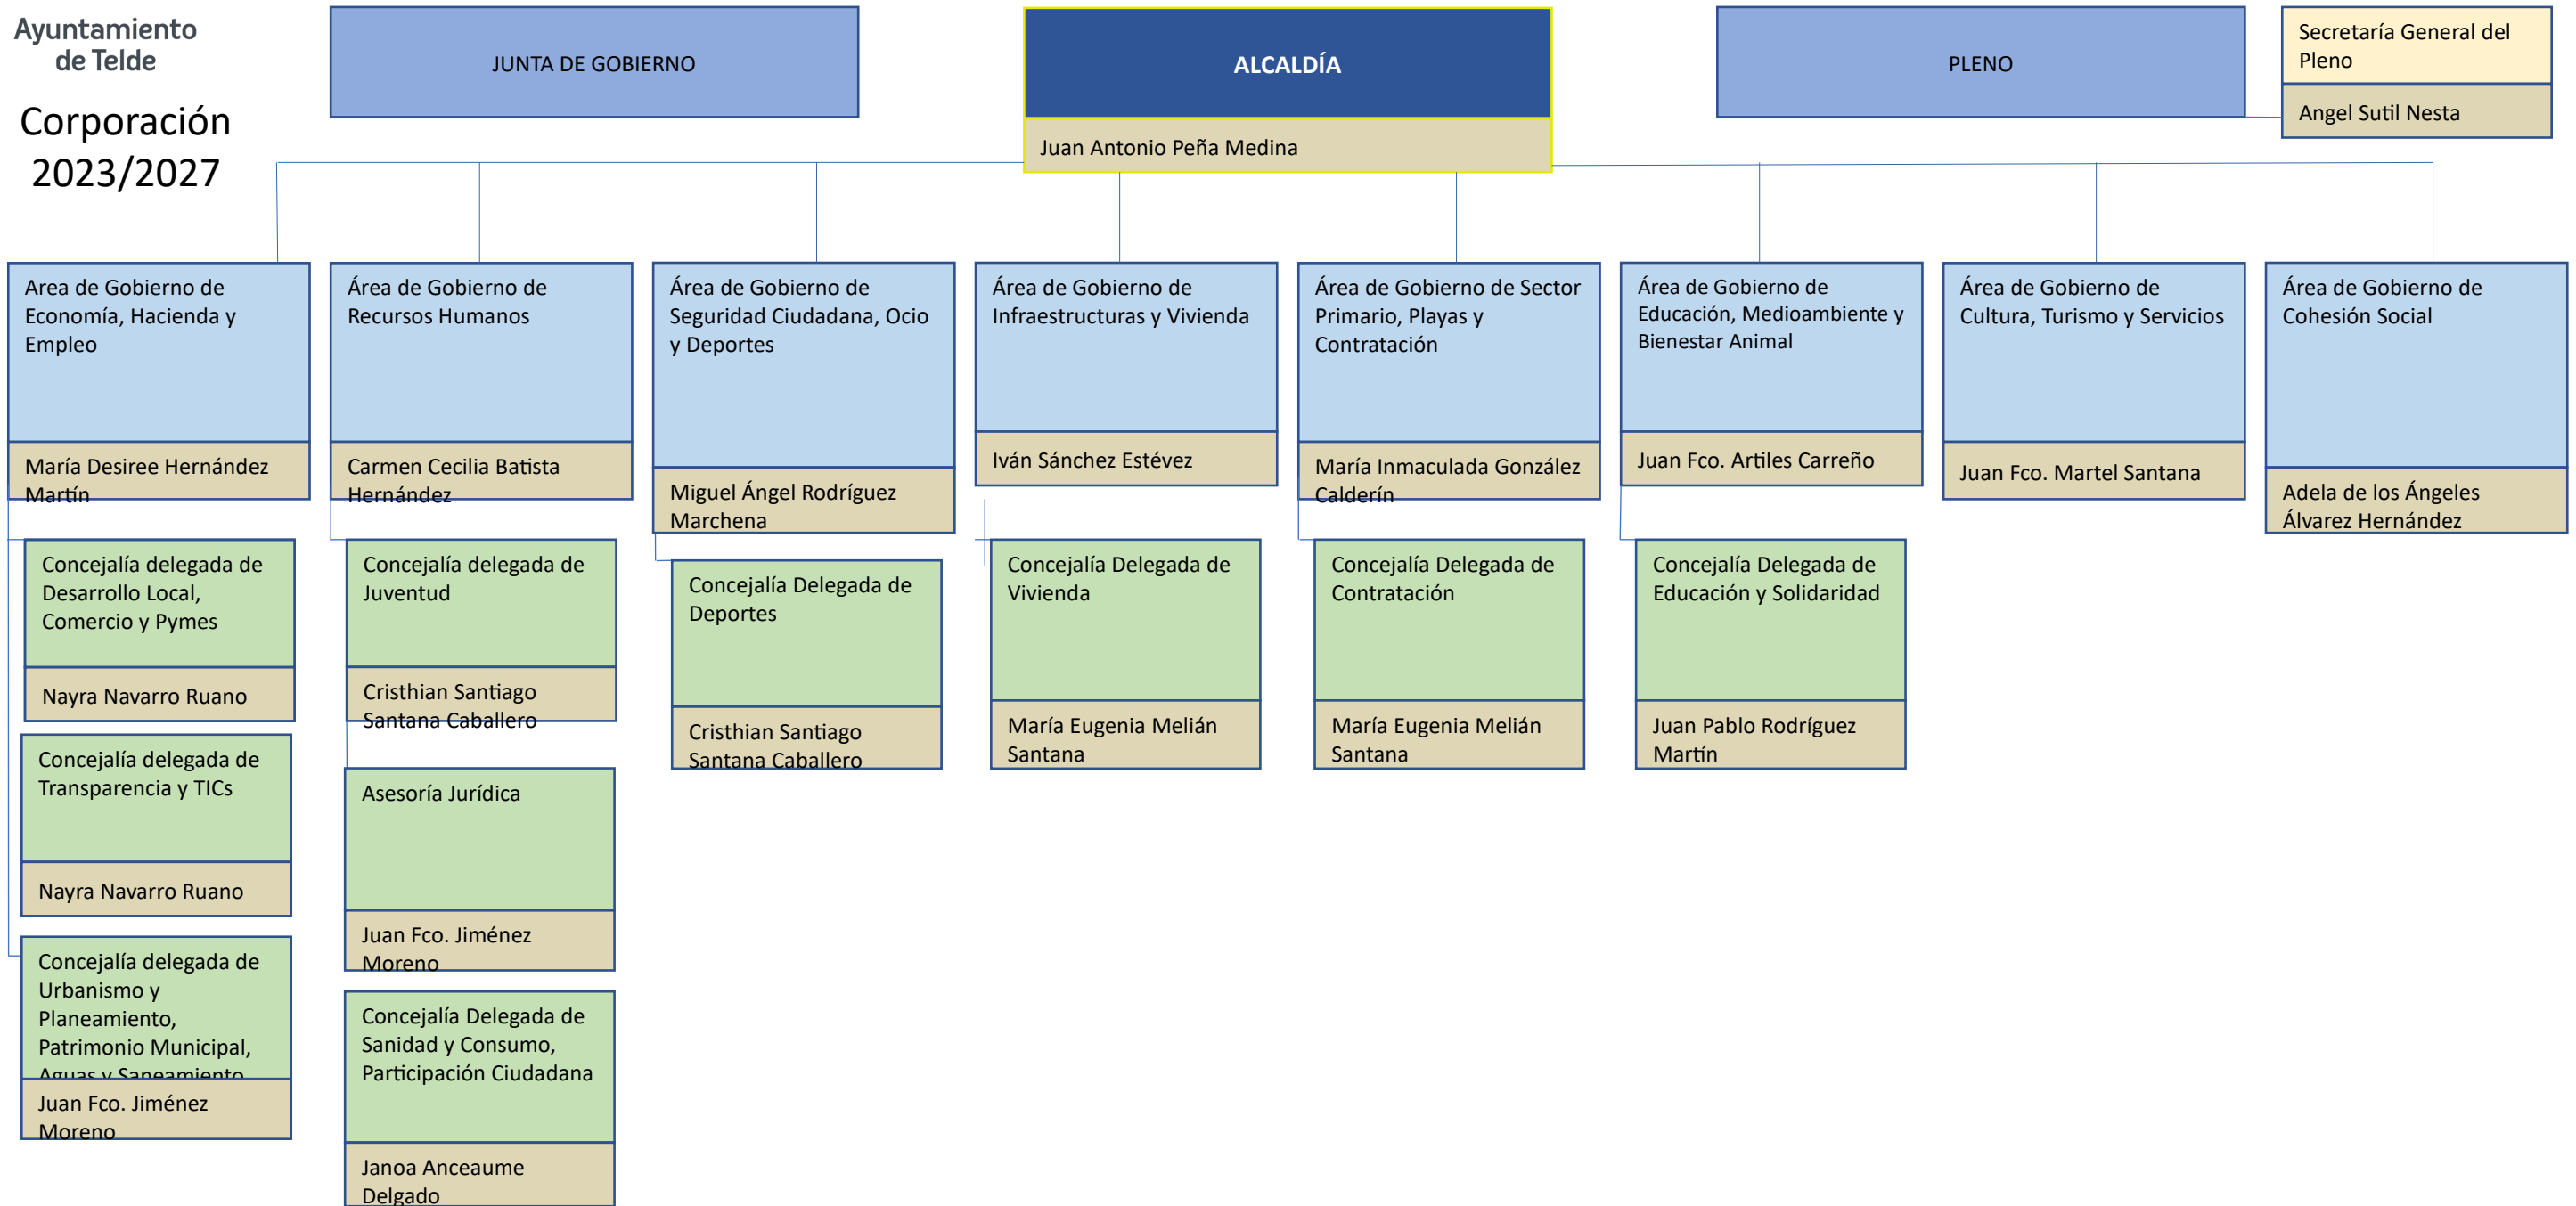 Ayuntamiento
de Telde
Corporación
2023/2027
JUNTA DE GOBIERNO
ALCALDÍA
Juan Antonio Peña Medina
PLENO
Secretaría General del
Pleno
Angel Sutil Nesta
Area de Gobierno de
Economía, Hacienda y
Empleo
María Desiree Hernández
Martín
Área de Gobierno de
Recursos Humanos
Carmen Cecilia Batista
Hernández
Área de Gobierno de
Seguridad Ciudadana, Ocio
y Deportes
Miguel Ángel Rodríguez
Marchena
Área de Gobierno de
Infraestructuras y Vivienda
Iván Sánchez Estévez
Área de Gobierno de Sector
Primario, Playas y
Contratación
María Inmaculada González
Calderín
Área de Gobierno de
Educación, Medioambiente y
Bienestar Animal
Juan Fco. Artiles Carreño
Área de Gobierno de
Cultura, Turismo y Servicios
Juan Fco. Martel Santana
Área de Gobierno de
Cohesión Social
Adela de los Ángeles
Álvarez Hernández
Concejalía delegada de
Desarrollo Local,
Comercio y Pymes
Nayra Navarro Ruano
Concejalía delegada de
Transparencia y TICs
Nayra Navarro Ruano
Concejalía delegada de
Urbanismo y
Planeamiento,
Patrimonio Municipal,
Aguas y Saneamiento
Juan Fco. Jiménez
Moreno
Concejalía delegada de
Juventud
Cristhian Santiago
Santana Caballero
Asesoría Jurídica
Juan Fco. Jiménez
Moreno
Concejalía Delegada de
Sanidad y Consumo,
Participación Ciudadana
Janoa Anceaume
Delgado
Concejalía Delegada de
Deportes
Cristhian Santiago
Santana Caballero
Concejalía Delegada de
Vivienda
María Eugenia Melián
Santana
Concejalía Delegada de
Contratación
María Eugenia Melián
Santana
Concejalía Delegada de
Educación y Solidaridad
Juan Pablo Rodríguez
Martín